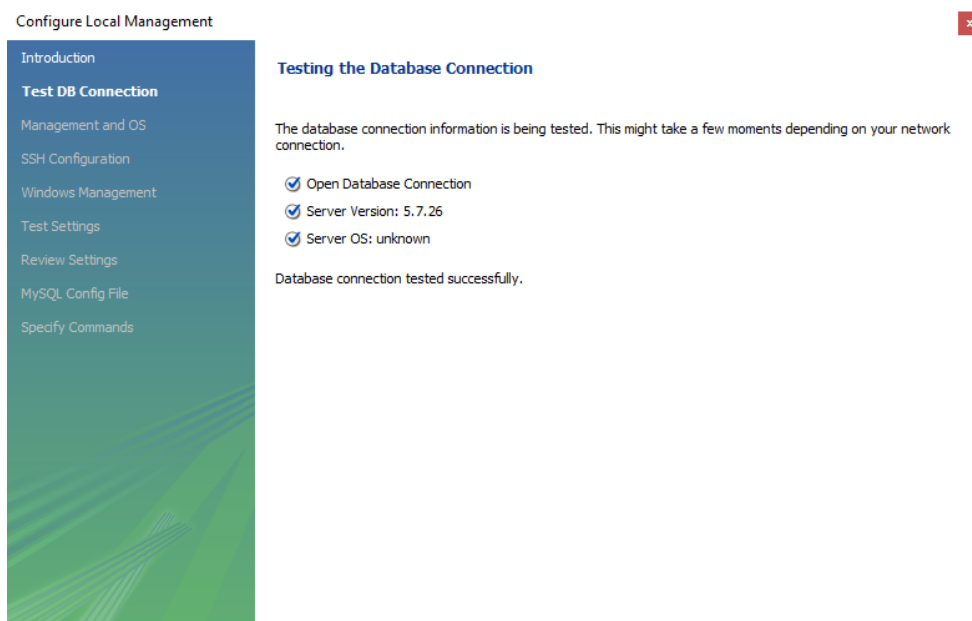 Configure Local Management
x
Introduction
Test DB Connection
Management and OS
SSH Configuration
Windows Management
Test Settings
Review Settings
MySQL Config File
Specify Commands
Testing the Database Connection
The database connection information is being tested. This might take a few moments depending on your network
connection.
Open Database Connection
Server Version: 5.7.26
Server OS: unknown
Database connection tested successfully.